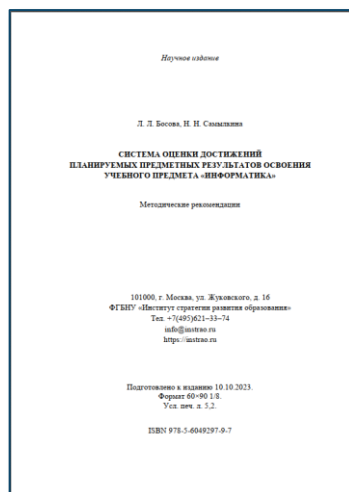 Научное издание
Л. Л. Босова, Н. Н. Самылкина
СИСТЕМА ОЦЕНКИ ДОСТИЖЕНИЙ
ПЛАНИРУЕМЫХ ПРЕДМЕТНЫХ РЕЗУЛЬТАТОВ ОСВОЕНИЯ
УЧЕБНОГО ПРЕДМЕТА «ИНФОРМАТИКА»
Методические рекомендации
101000, г. Москва, ул. Жуковского, д. 16
ФГБНУ «Институт стратегии развития образования»
Тел. +7(495)621–33–74
info@instrao.ru
https://instrao.ru
Подготовлено к изданию 10.10.2023.
Формат 60×90 1/8.
Усл. печ. л. 5,2.
ISBN 978-5-6049297-9-7